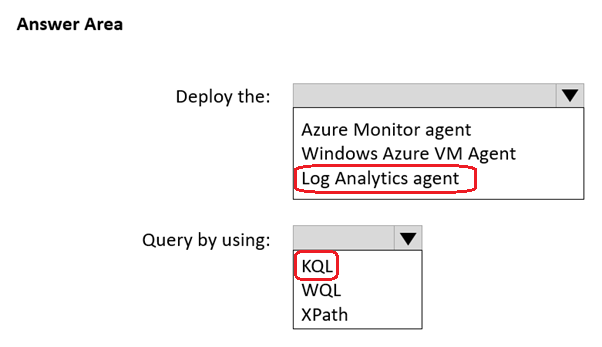 Answer Area
Deploy the:
Azure Monitor agent
Windows Azure VM Agent
Log Analytics agent
Query by using:
KQL
WQL
XPath